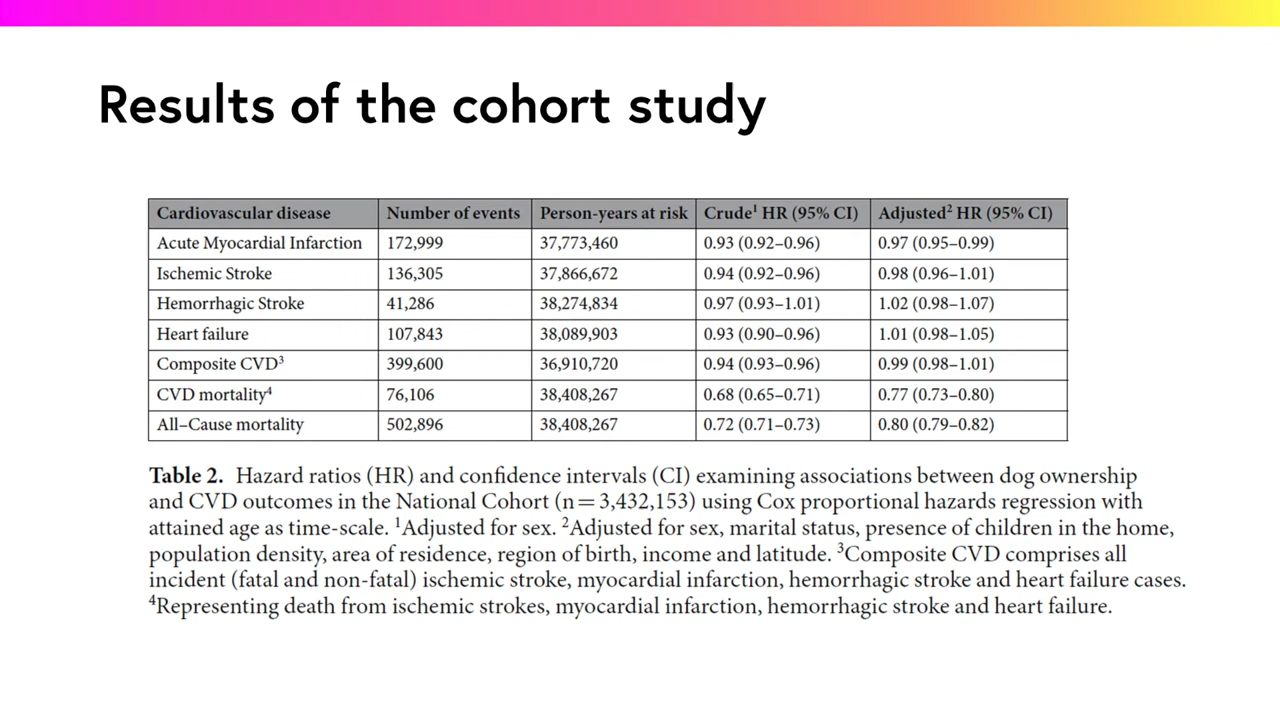 Results of the cohort study
Cardiovascular disease Number of events Person-years at risk Crude¹ HR (95% CI) Adjusted² HR (95% CI)
Acute Myocardial Infarction 172,999 37,773,460 0.93 (0.92–0.96) 0.97 (0.95–0.99)
Ischemic Stroke 136,305 37,866,672 0.94 (0.92–0.96) 0.98 (0.96–1.01)
Hemorrhagic Stroke 41,286 38,274,834 0.97 (0.93–1.01) 1.02 (0.98–1.07)
Heart failure 107,843 38,089,903 0.93 (0.90–0.96) 1.01 (0.98–1.05)
Composite CVD³ 399,600 36,910,720 0.94 (0.93–0.96) 0.99 (0.98–1.01)
CVD mortality⁴ 76,106 38,408,267 0.68 (0.65–0.71) 0.77 (0.73–0.80)
All–Cause mortality 502,896 38,408,267 0.72 (0.71–0.73) 0.80 (0.79–0.82)
Table 2. Hazard ratios (HR) and confidence intervals (CI) examining associations between dog ownership
and CVD outcomes in the National Cohort (n = 3,432,153) using Cox proportional hazards regression with
attained age as time-scale. ¹Adjusted for sex. ²Adjusted for sex, marital status, presence of children in the home,
population density, area of residence, region of birth, income and latitude. ³Composite CVD comprises all
incident (fatal and non-fatal) ischemic stroke, myocardial infarction, hemorrhagic stroke and heart failure cases.
⁴Representing death from ischemic strokes, myocardial infarction, hemorrhagic stroke and heart failure.